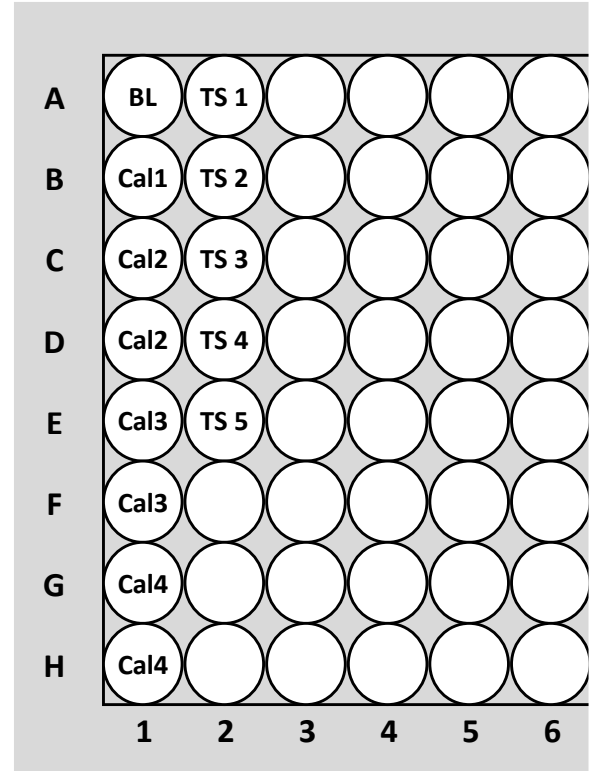 A BL TS 1
B Cal1 TS 2
C Cal2 TS 3
D Cal2 TS 4
E Cal3 TS 5
F Cal3
G Cal4
H Cal4
1 2 3 4 5 6